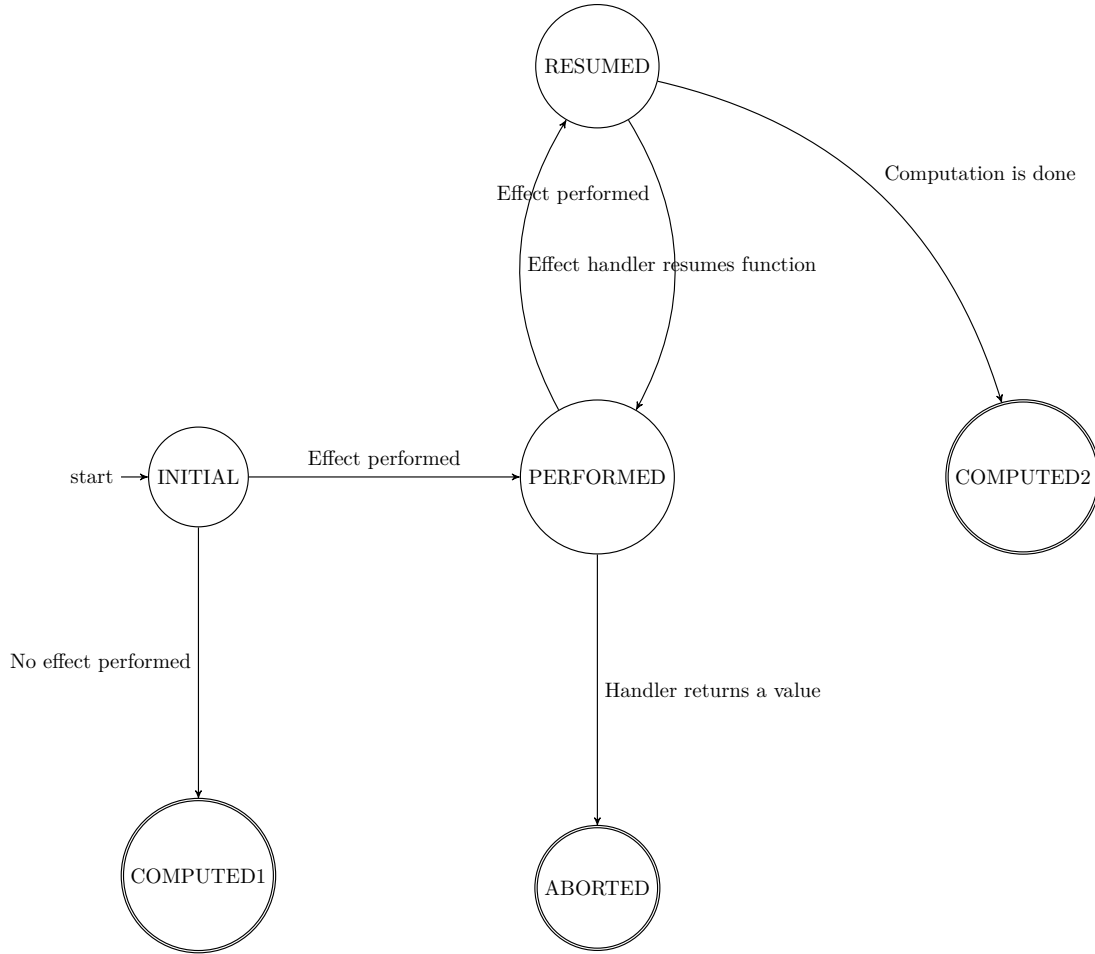 RESUMED
Computation is done
Effect performed
Effect handler resumes function
start
INITIAL
Effect performed
PERFORMED
COMPUTED2
No effect performed
Handler returns a value
COMPUTED1
ABORTED